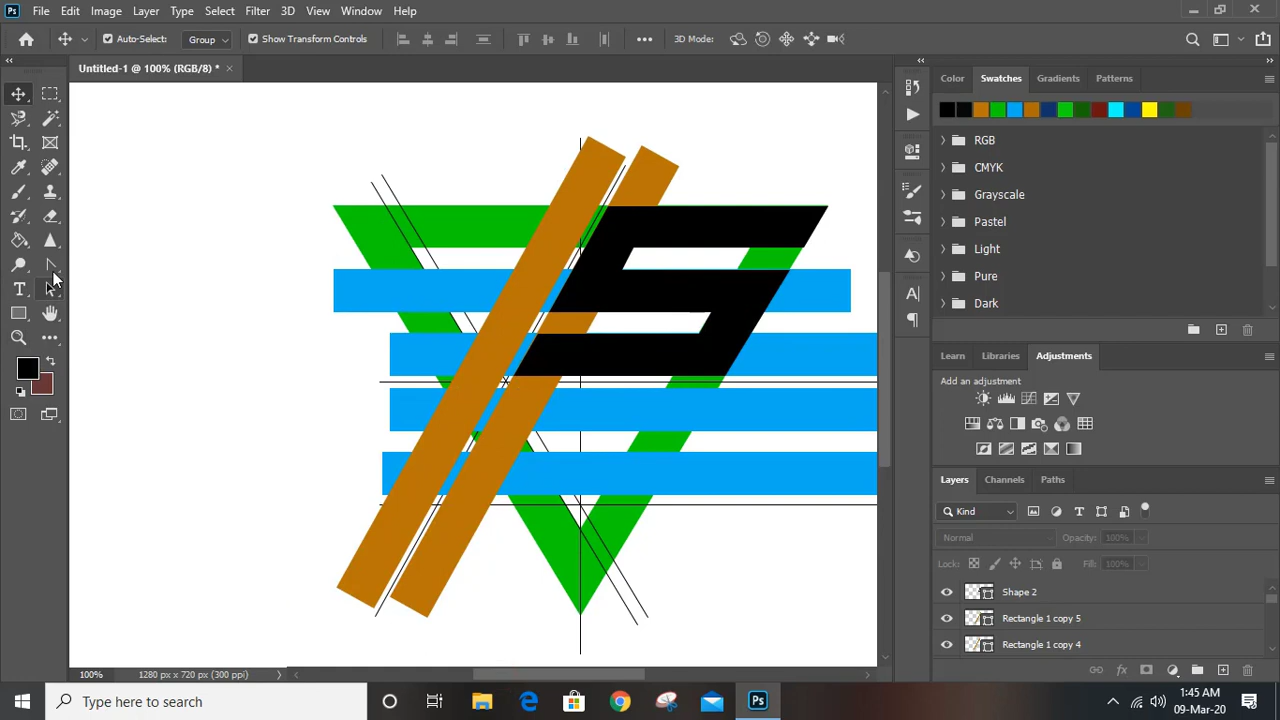 Ps File Edit Image Layer Type Select Filter 3D View Window Help
Auto-Select: Group Show Transform Controls 3D Mode:
Untitled-1 @ 100% (RGB/8) * ×
Color Swatches Gradients Patterns
RGB
CMYK
Grayscale
Pastel
Light
Pure
Dark
Learn Libraries Adjustments
Add an adjustment
Layers Channels Paths
Kind
Normal Opacity: 100%
Lock: Fill: 100%
Shape 2
Rectangle 1 copy 5
Rectangle 1 copy 4
100% 1280 px x 720 px (300 ppi)
Type here to search
Ps
1:45 AM
09-Mar-20